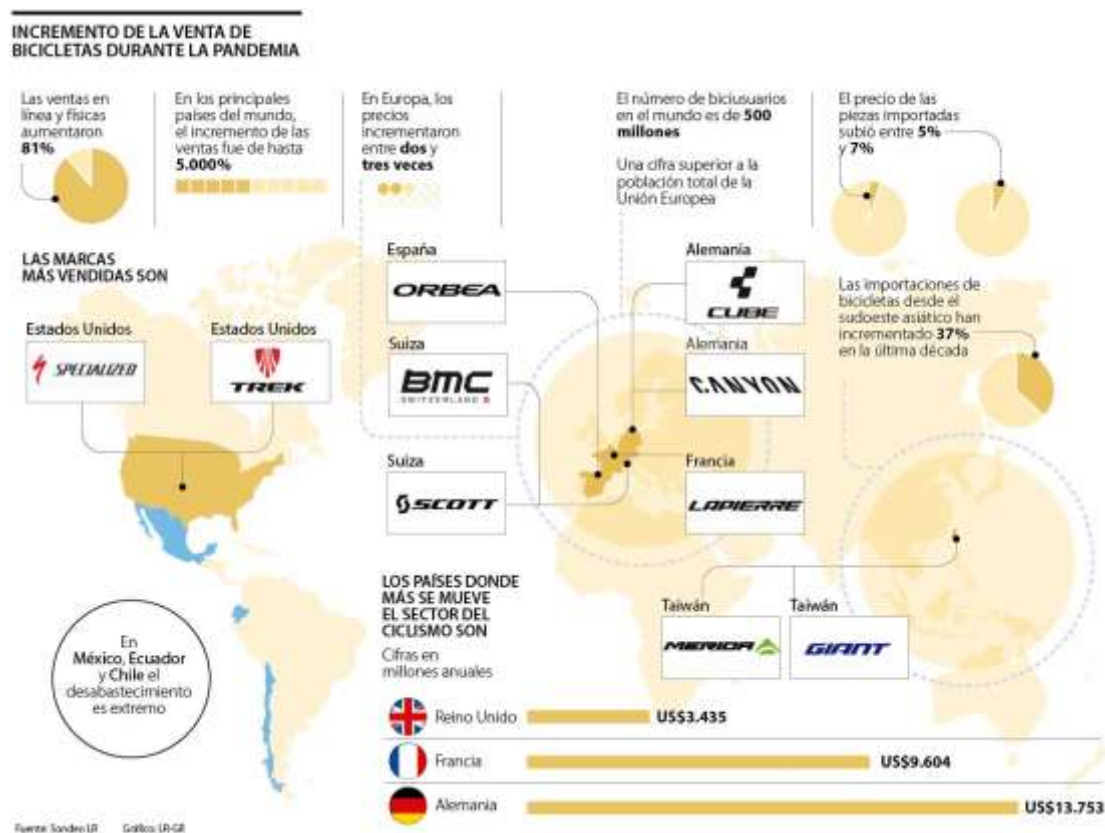 INCREMENTO DE LA VENTA DE
BICICLETAS DURANTE LA PANDEMIA
Las ventas en
línea y físicas
aumentaron
81%
En los principales
países del mundo,
el incremento de las
ventas fue de hasta
5.000%
En Europa, los
precios
incrementaron
entre dos y
tres veces
El número de biciusuarios
en el mundo es de 500
millones
Una cifra superior a la
población total de la
Unión Europea
El precio de las
piezas importadas
subió entre 5%
y 7%
Las importaciones de
bicicletas desde el
sudoeste asiático han
incrementado 37%
en la última década
LAS MARCAS
MÁS VENDIDAS SON
Estados Unidos
SPECIALIZED
Estados Unidos
TREK
España
ORBEA
Suiza
BMC
SWITZERLAND
Suiza
SCOTT
Alemania
CUBE
Alemania
CANYON
Francia
LAPIERRE
Taiwán
MERIDA
Taiwán
GIANT
En
México, Ecuador
y Chile el
desabastecimiento
es extremo
LOS PAÍSES DONDE
MÁS SE MUEVE
EL SECTOR DEL
CICLISMO SON
Cifras en
millones anuales
Reino Unido US$3.435
Francia US$9.604
Alemania US$13.753
Fuente: Sondeo LR Gráfico: LR-GR